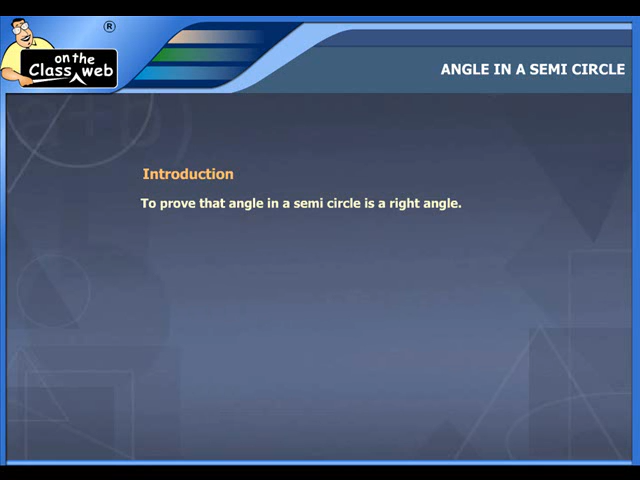 ®
on the
Class web
ANGLE IN A SEMI CIRCLE
Introduction
To prove that angle in a semi circle is a right angle.